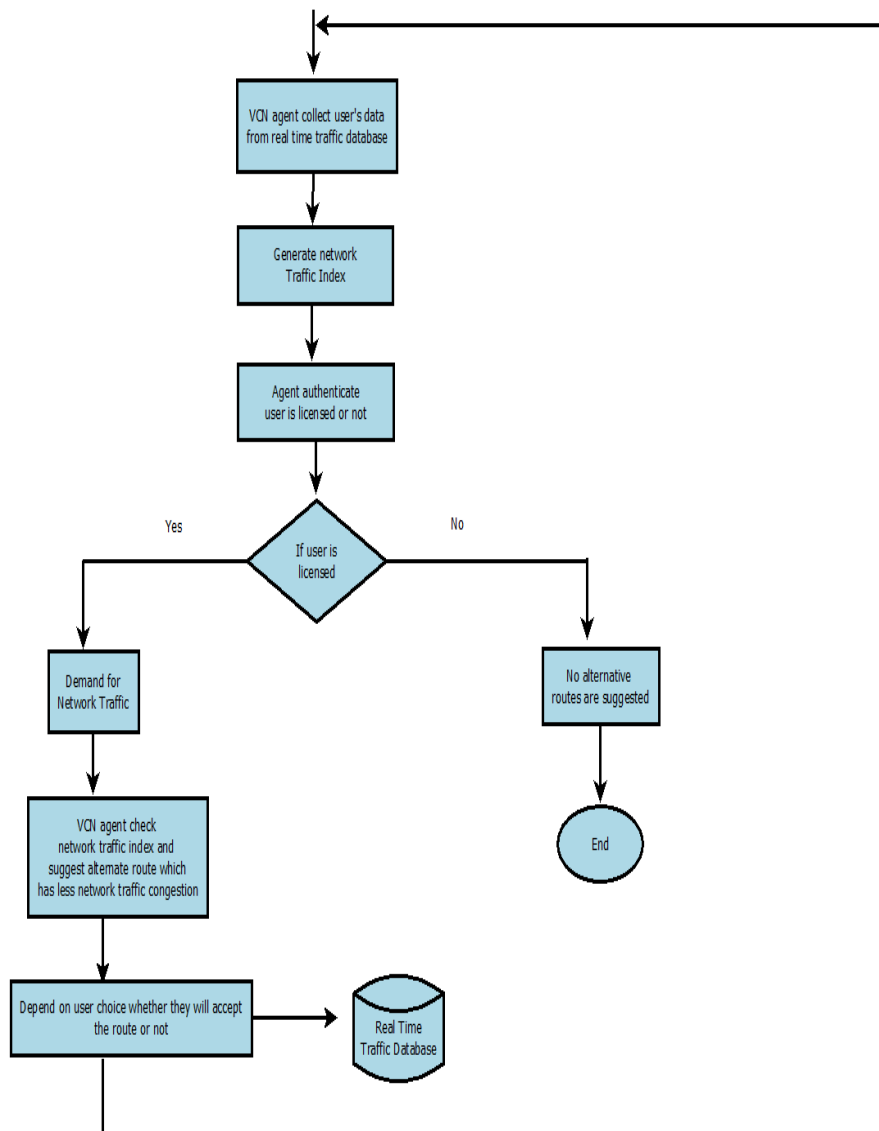 VCN agent collect user's data
from real time traffic database
Generate network
Traffic Index
Agent authenticate
user is licensed or not
Yes
No
If user is
licensed
Demand for
Network Traffic
No alternative
routes are suggested
VCN agent check
network traffic index and
suggest alternate route which
has less network traffic congestion
End
Depend on user choice whether they will accept
the route or not
Real Time
Traffic Database